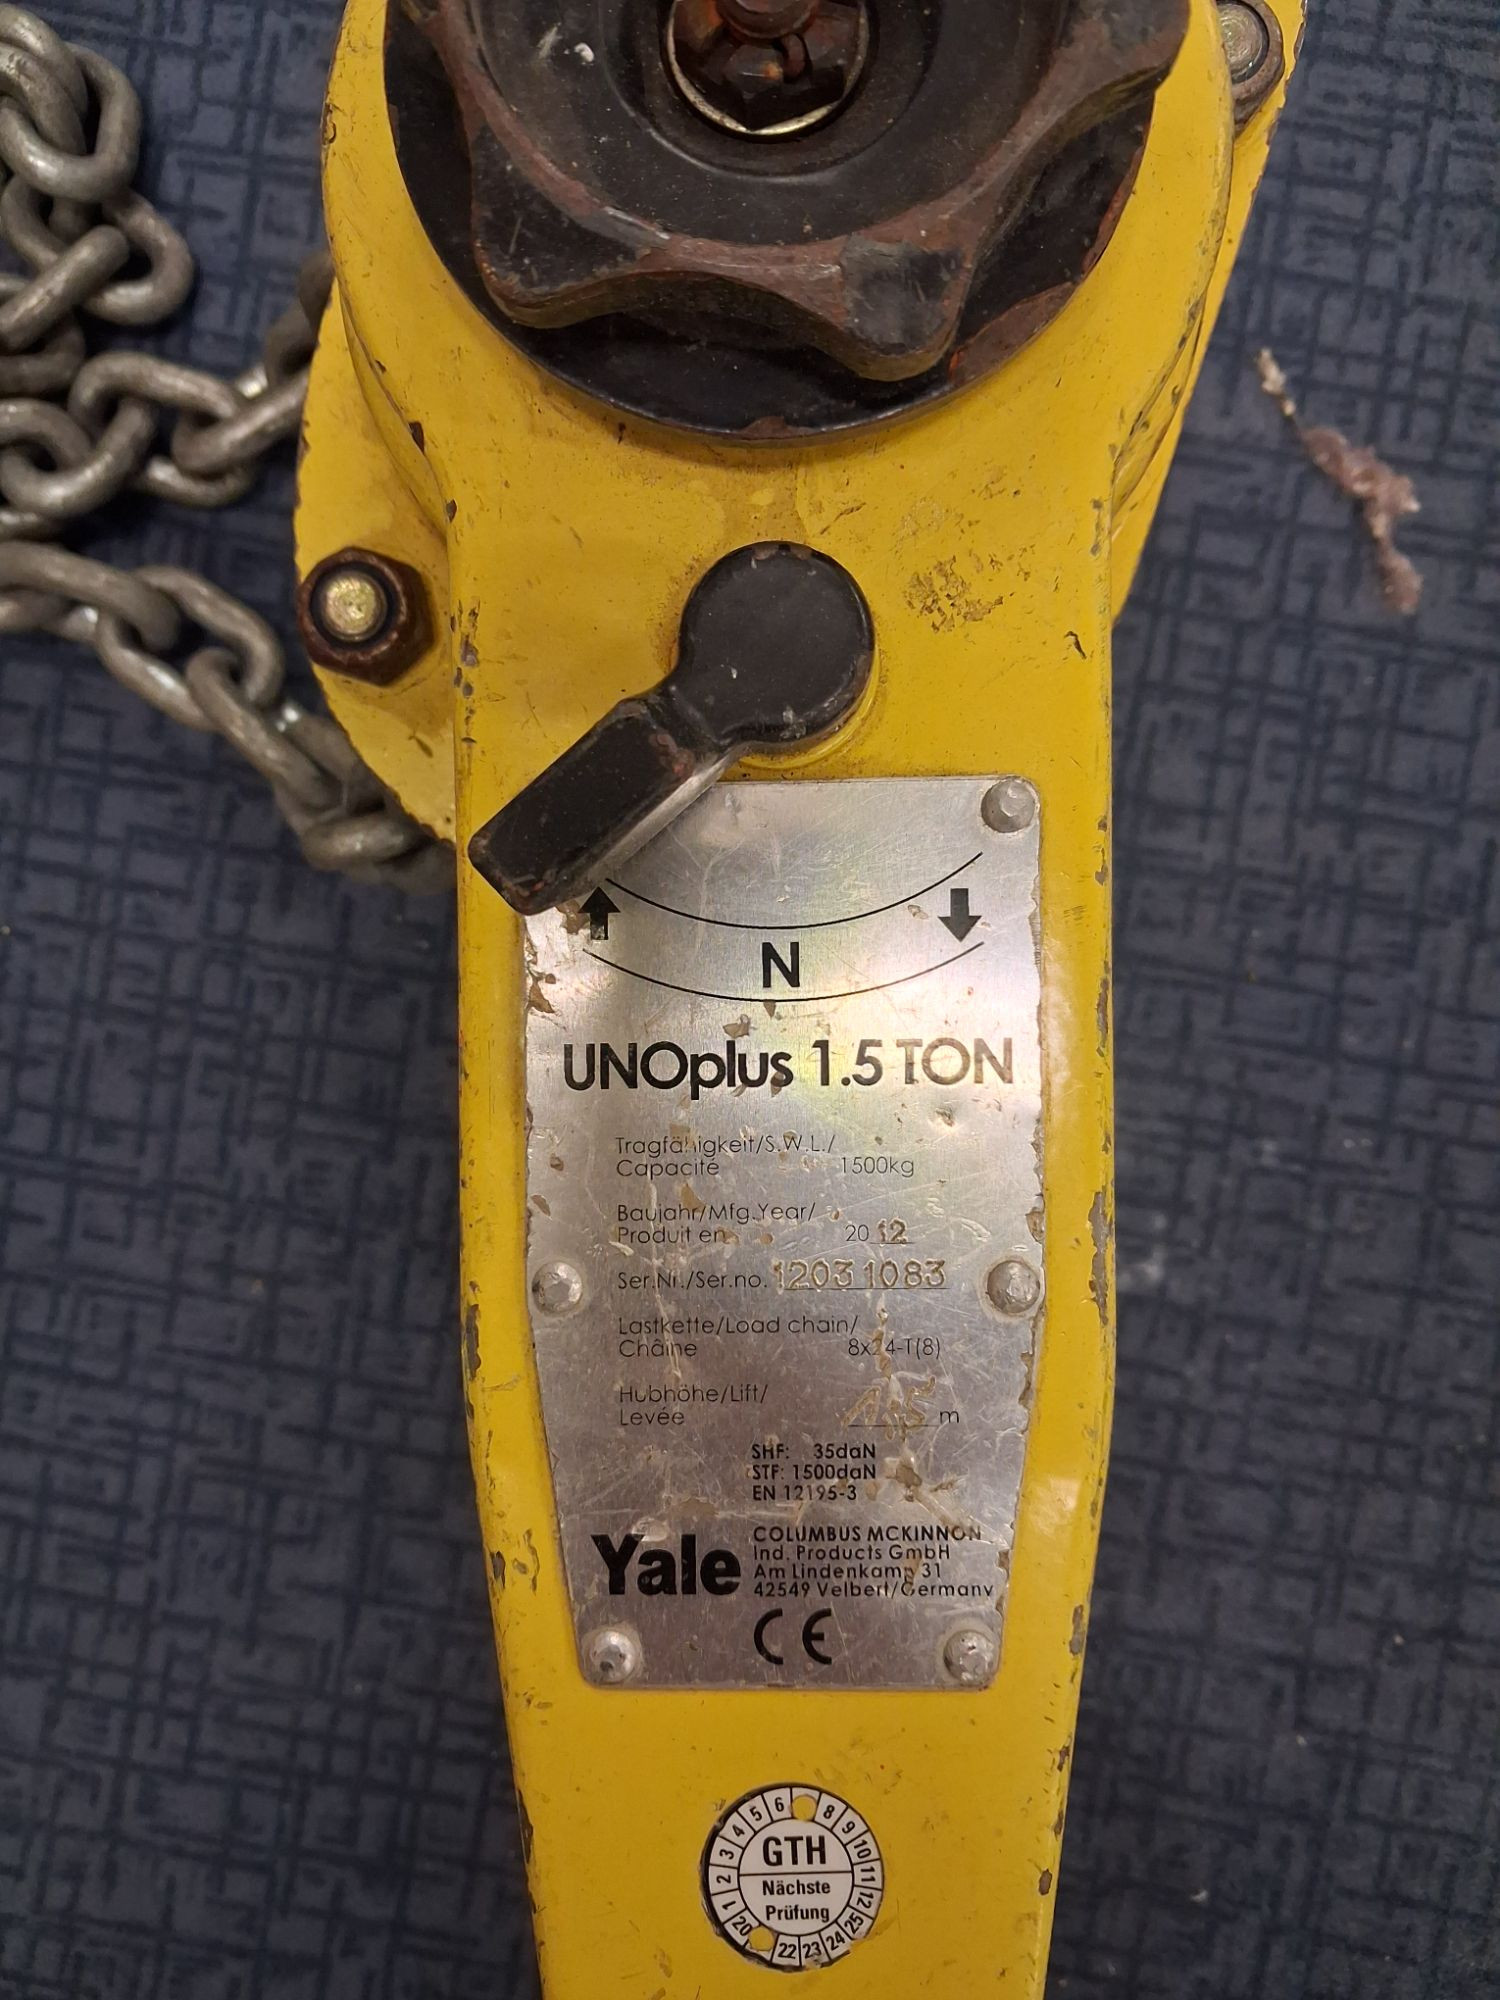 N
UNOplus 1.5 TON
Tragfähigkeit/S.W.L./
Capacité 1500kg
Baujahr/Mfg.Year/
Produit en 2012
Ser.Nr./Ser.no. 12031083
Lastkette/Load chain/
Chaîne 8x24-T(8)
Hubhöhe/Lift/
Levée 1.5 m
SHF: 35daN
STF: 1500daN
EN 12195-3
Yale
COLUMBUS MCKINNON
Ind. Products GmbH
Am Lindenkamp 31
42549 Velbert/Germany
CE
1 2 3 4 5 6 8 9 10 11 12
GTH
Nächste
Prüfung
20 22 23 24 25